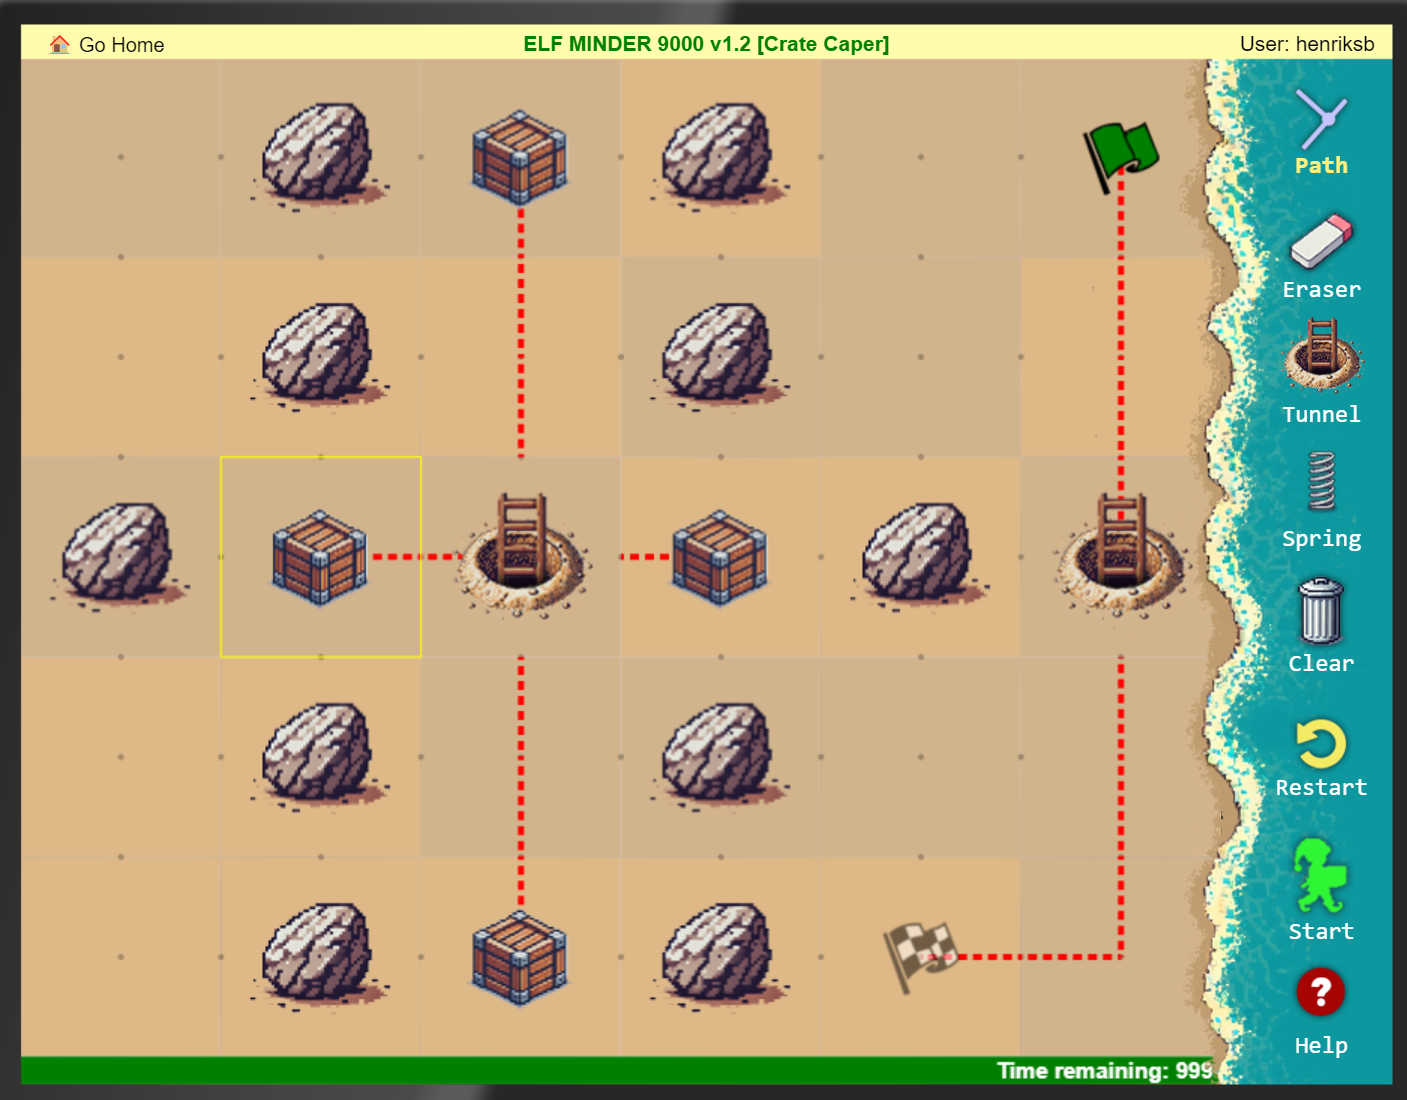 Go Home
ELF MINDER 9000 v1.2 [Crate Caper]
User: henriksb
Path
Eraser
Tunnel
Spring
Clear
Restart
Start
?
Help
Time remaining: 999